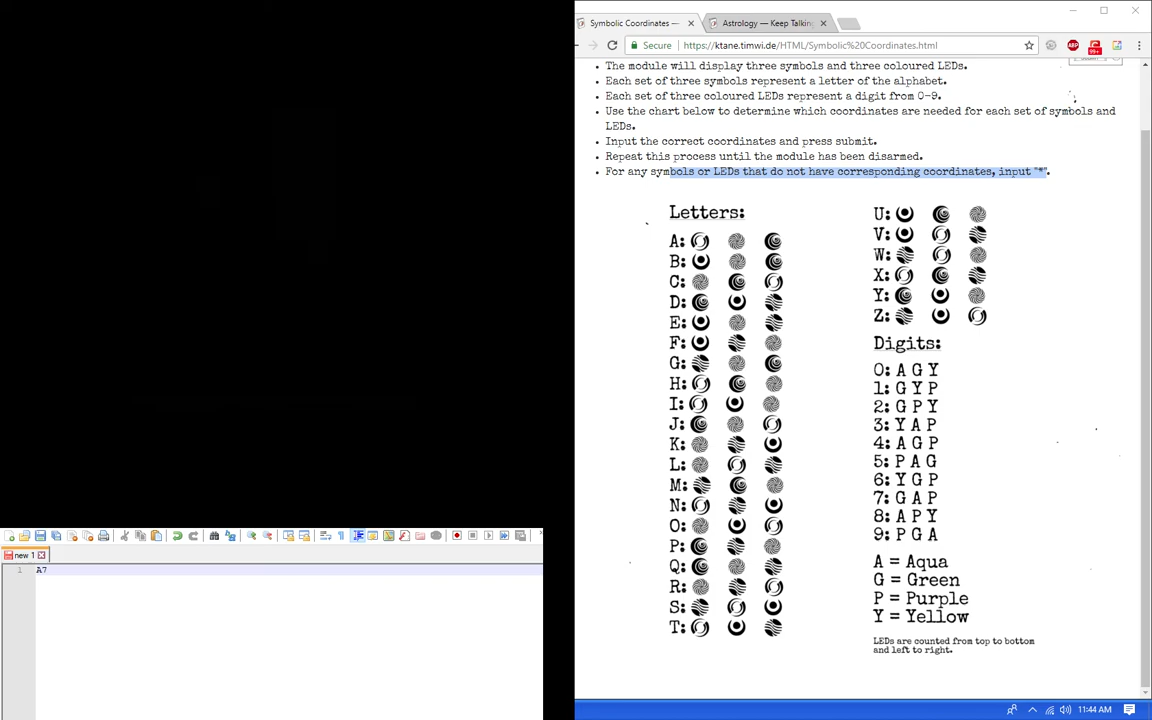 Symbolic Coordinates —
Astrology — Keep Talking
Secure
https://ktane.timwi.de/HTML/Symbolic%20Coordinates.html
The module will display three symbols and three coloured LEDs.
Each set of three symbols represent a letter of the alphabet.
Each set of three coloured LEDs represent a digit from 0-9.
Use the chart below to determine which coordinates are needed for each set of symbols and
LEDs.
Input the correct coordinates and press submit.
Repeat this process until the module has been disarmed.
For any symbols or LEDs that do not have corresponding coordinates, input "*".
Letters:
A:
B:
C:
D:
E:
F:
G:
H:
I:
J:
K:
L:
M:
N:
O:
P:
Q:
R:
S:
T:
U:
V:
W:
X:
Y:
Z:
Digits:
0: A G Y
1: G Y P
2: G P Y
3: Y A P
4: A G P
5: P A G
6: Y G P
7: G A P
8: A P Y
9: P G A
A = Aqua
G = Green
P = Purple
Y = Yellow
LEDs are counted from top to bottom
and left to right.
new 1
1 A7
11:44 AM